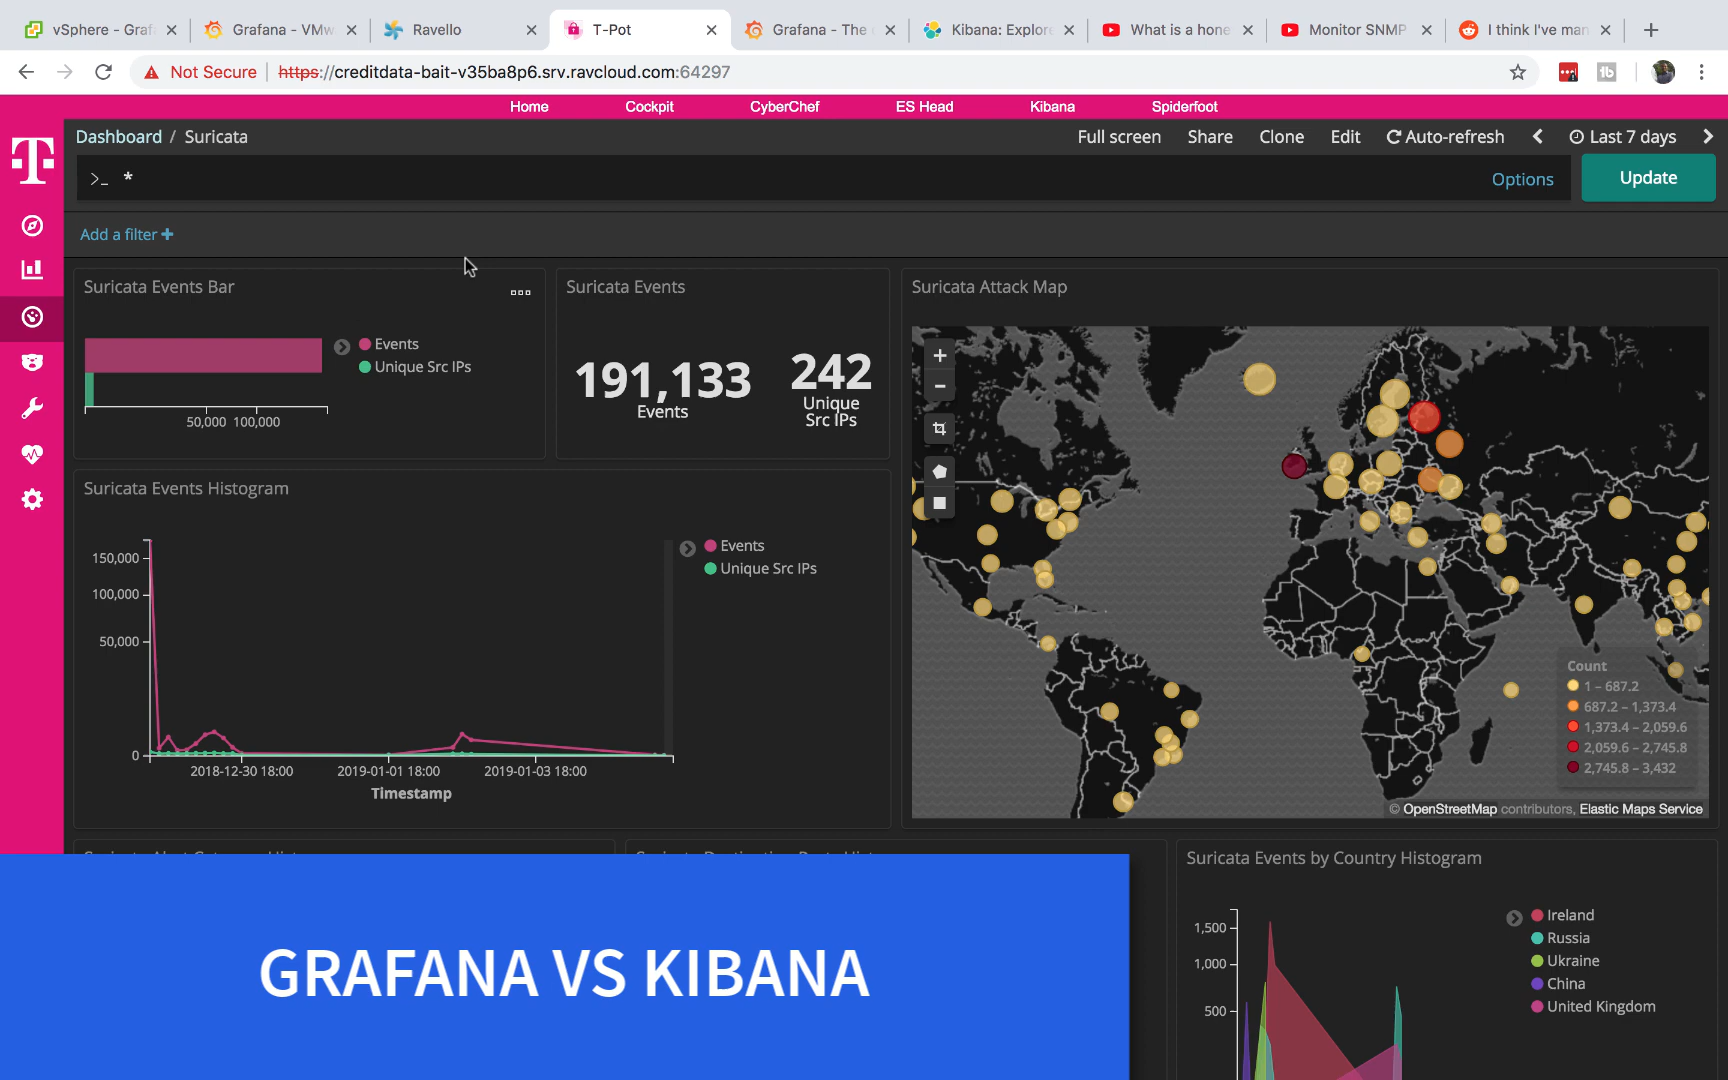 vSphere - Graf
Grafana - VMw
Ravello
T-Pot
Grafana - The
Kibana: Explore
What is a hone
Monitor SNMP
I think I've man
Not Secure
https://creditdata-bait-v35ba8p6.srv.ravcloud.com:64297
Home
Cockpit
CyberChef
ES Head
Kibana
Spiderfoot
Dashboard / Suricata
Full screen
Share
Clone
Edit
Auto-refresh
Last 7 days
>_ *
Options
Update
Add a filter +
Suricata Events Bar
Events
Unique Src IPs
50,000 100,000
Suricata Events
191,133
Events
242
Unique
Src IPs
Suricata Attack Map
Count
1 – 687.2
687.2 – 1,373.4
1,373.4 – 2,059.6
2,059.6 – 2,745.8
2,745.8 – 3,432
© OpenStreetMap contributors, Elastic Maps Service
Suricata Events Histogram
Events
Unique Src IPs
150,000
100,000
50,000
0
2018-12-30 18:00
2019-01-01 18:00
2019-01-03 18:00
Timestamp
Suricata Events by Country Histogram
1,500
1,000
500
Ireland
Russia
Ukraine
China
United Kingdom
GRAFANA VS KIBANA